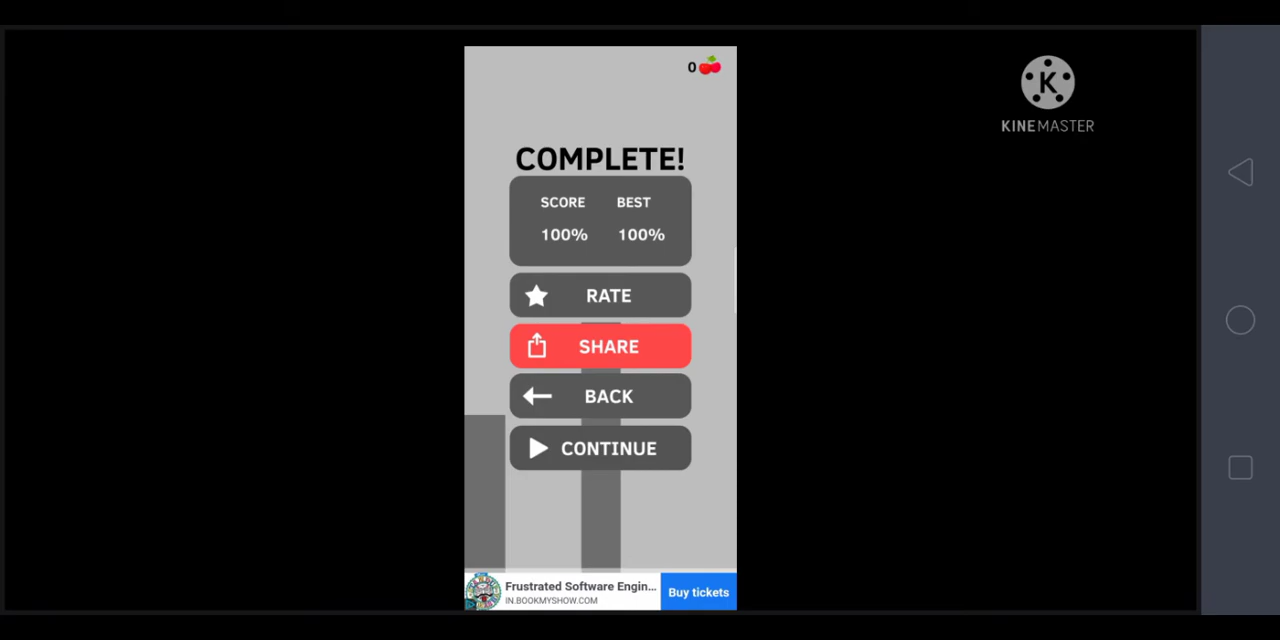 0
KINEMASTER
COMPLETE!
SCORE BEST
100% 100%
RATE
SHARE
BACK
CONTINUE
Frustrated Software Engin...
IN.BOOKMYSHOW.COM
Buy tickets